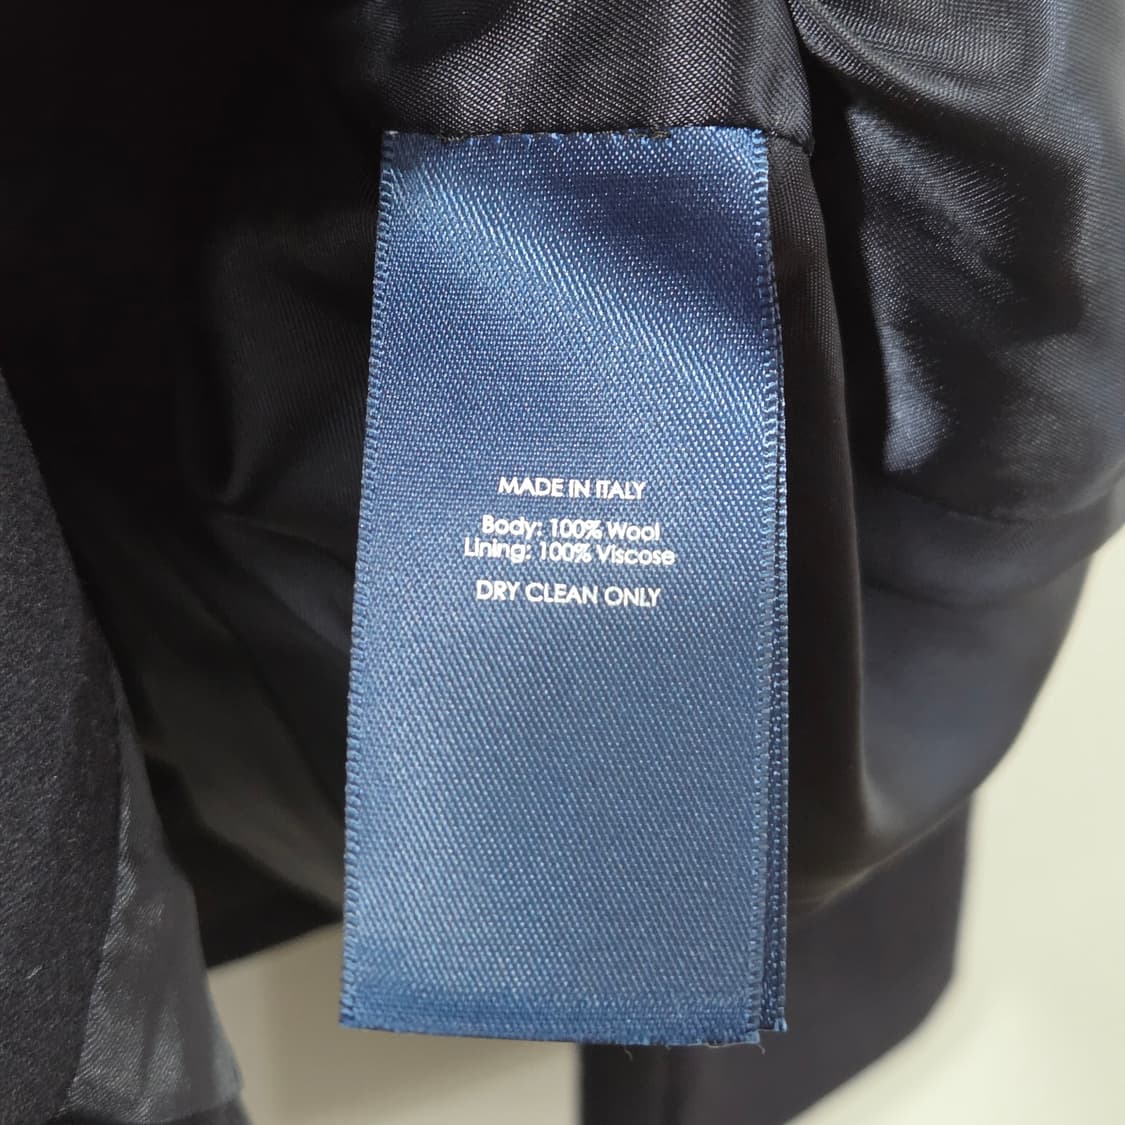 MADE IN ITALY
Body: 100% Wool
Lining: 100% Viscose
DRY CLEAN ONLY